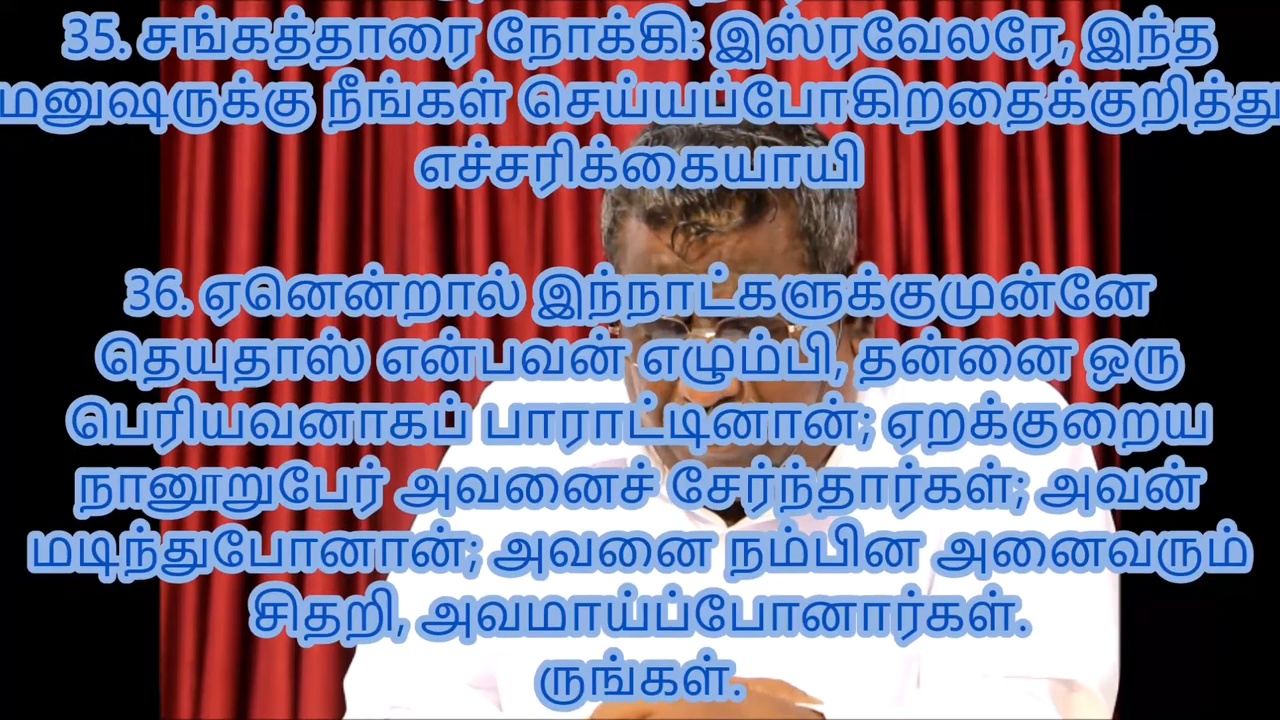 35. சங்கத்தாரை நோக்கி: இஸ்ரவேலரே, இந்த
மனுஷருக்கு நீங்கள் செய்யப்போகிறதைக்குறித்து
எச்சரிக்கையாயி
36. ஏனென்றால் இந்நாட்களுக்குமுன்னே
தெயுதாஸ் என்பவன் எழும்பி, தன்னை ஒரு
பெரியவனாகப் பாராட்டினான்; ஏறக்குறைய
நானூறுபேர் அவனைச் சேர்ந்தார்கள்; அவன்
மடிந்துபோனான்; அவனை நம்பின அனைவரும்
சிதறி, அவமாய்ப்போனார்கள்.
ருங்கள்.